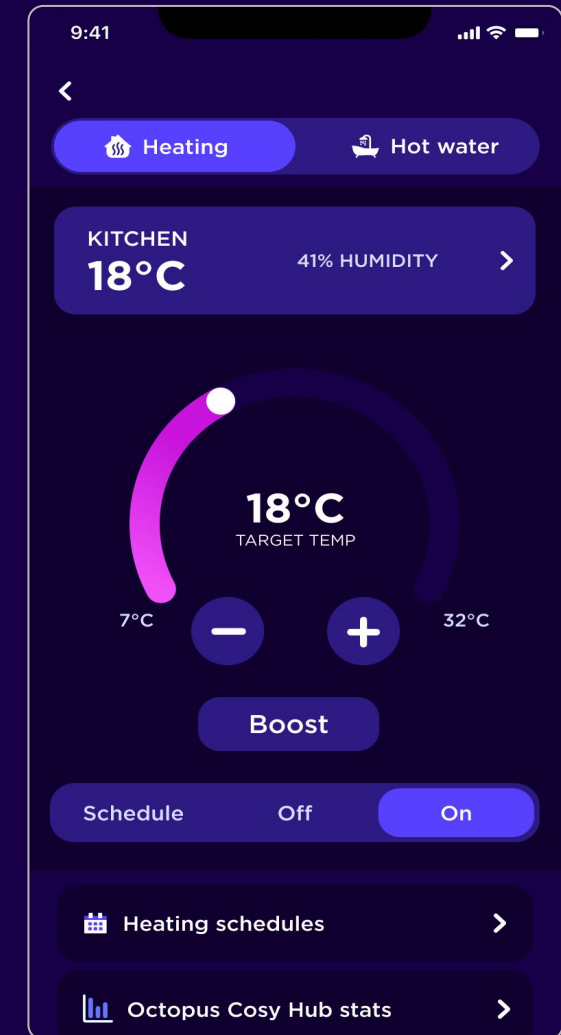 9:41
Heating
Hot water
KITCHEN
18°C
41% HUMIDITY
18°C
TARGET TEMP
7°C
32°C
Boost
Schedule
Off
On
Heating schedules
Octopus Cosy Hub stats